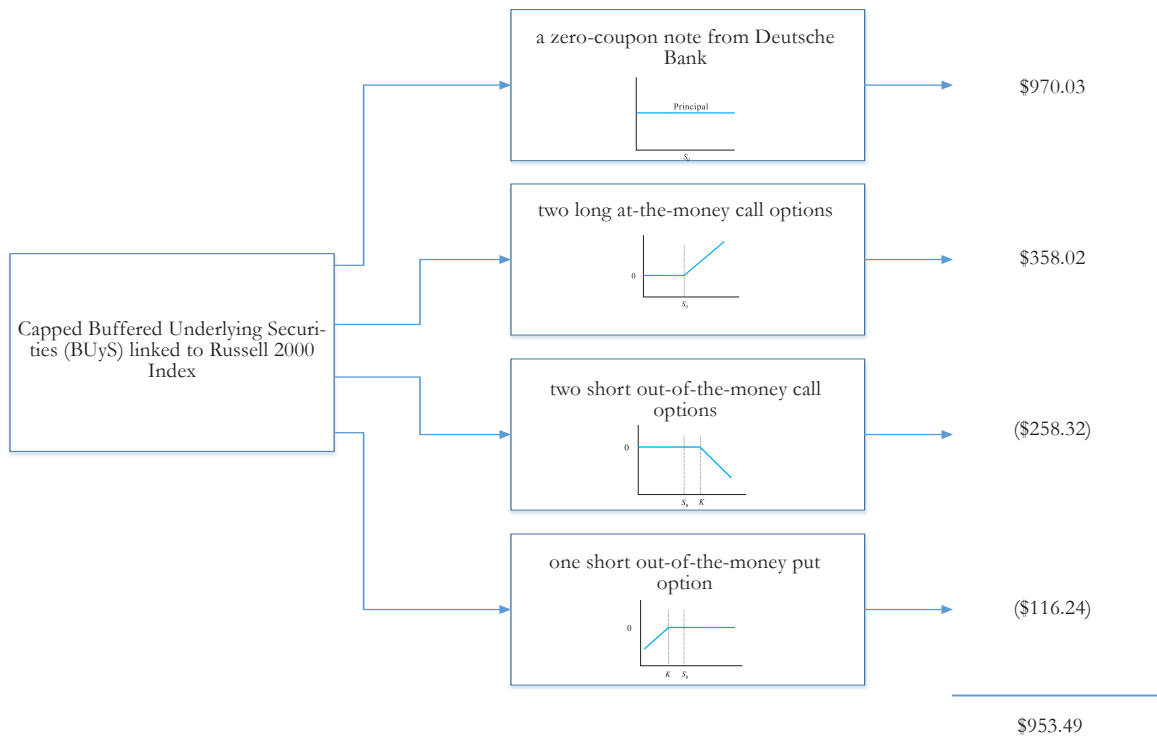 a zero-coupon note from Deutsche
Bank
Principal
S₀
$970.03
two long at-the-money call options
0
S₀
$358.02
Capped Buffered Underlying Securi-
ties (BUyS) linked to Russell 2000
Index
two short out-of-the-money call
options
0
S₀ K
($258.32)
one short out-of-the-money put
option
0
K S₀
($116.24)
$953.49